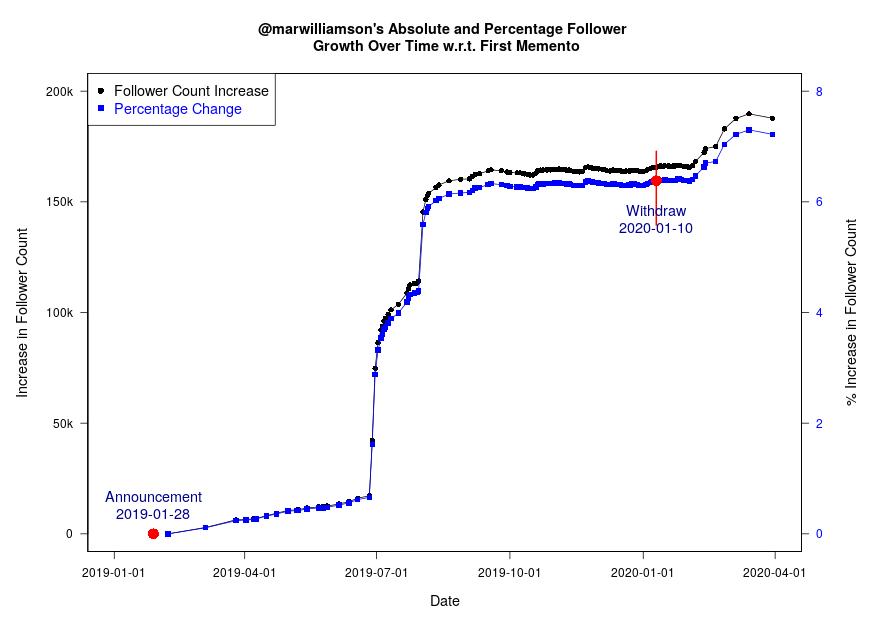 @marwilliamson's Absolute and Percentage Follower
Growth Over Time w.r.t. First Memento
Follower Count Increase
Percentage Change
200k
150k
100k
50k
0
Increase in Follower Count
8
6
4
2
0
% Increase in Follower Count
Withdraw
2020-01-10
Announcement
2019-01-28
2019-01-01
2019-04-01
2019-07-01
2019-10-01
2020-01-01
2020-04-01
Date